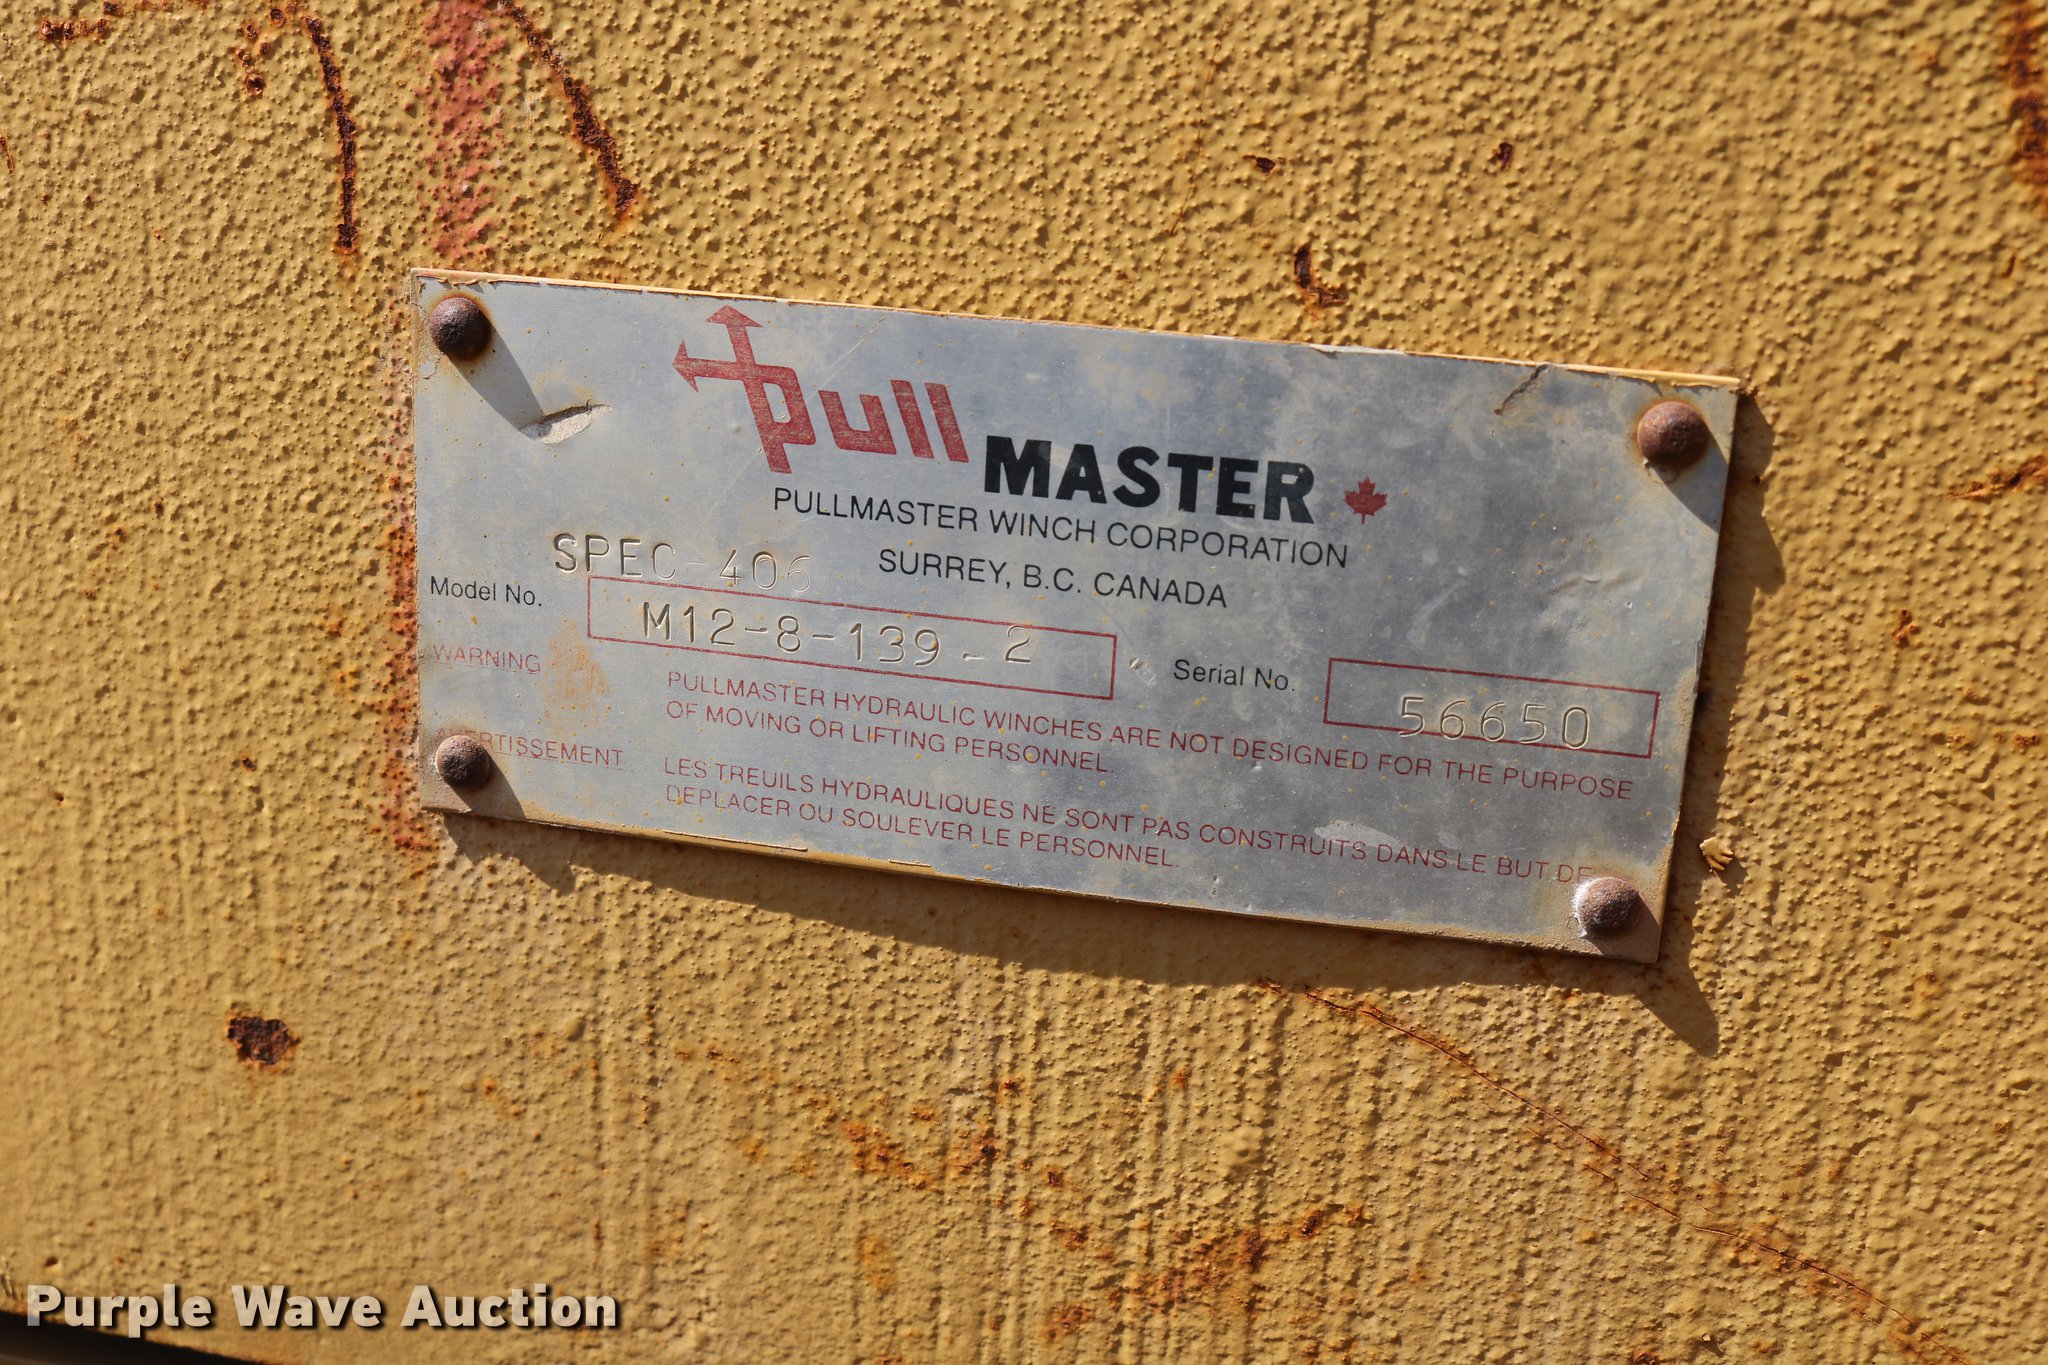 pull MASTER
PULLMASTER WINCH CORPORATION
SURREY, B.C. CANADA
SPEC-406
Model No. M12-8-139-2
Serial No. 56650
WARNING
PULLMASTER HYDRAULIC WINCHES ARE NOT DESIGNED FOR THE PURPOSE
OF MOVING OR LIFTING PERSONNEL.
AVERTISSEMENT
LES TREUILS HYDRAULIQUES NE SONT PAS CONSTRUITS DANS LE BUT DE
DEPLACER OU SOULEVER LE PERSONNEL.
Purple Wave Auction